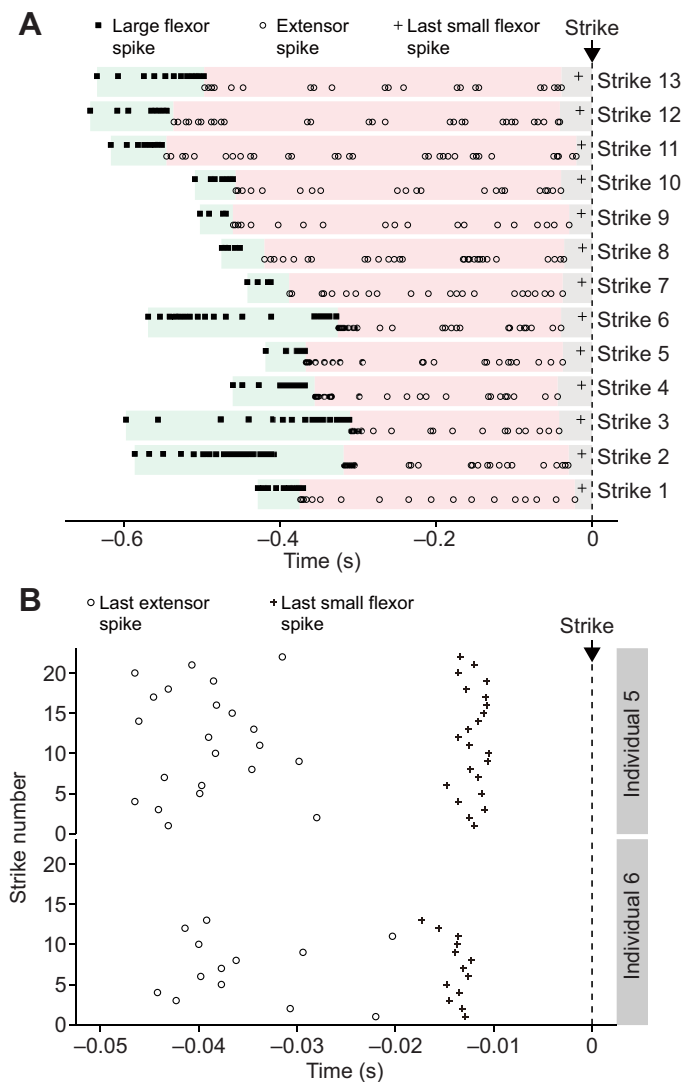 A
Large flexor spike
Extensor spike
Last small flexor spike
Strike
Strike 13
Strike 12
Strike 11
Strike 10
Strike 9
Strike 8
Strike 7
Strike 6
Strike 5
Strike 4
Strike 3
Strike 2
Strike 1
–0.6 –0.4 –0.2 0
Time (s)
B
Last extensor spike
Last small flexor spike
Strike
20
15
10
5
0
Individual 5
Strike number
20
15
10
5
0
Individual 6
–0.05 –0.04 –0.03 –0.02 –0.01 0
Time (s)